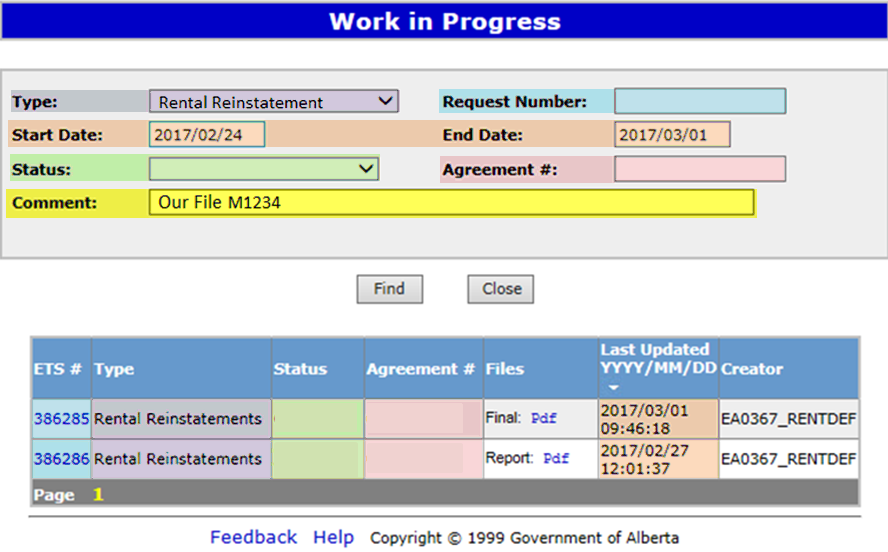 Work in Progress
Type: Rental Reinstatement Request Number:
Start Date: 2017/02/24 End Date: 2017/03/01
Status: Agreement #:
Comment: Our File M1234
Find Close
ETS # Type Status Agreement # Files Last Updated YYYY/MM/DD Creator
386285 Rental Reinstatements Final: Pdf 2017/03/01 09:46:18 EA0367_RENTDEF
386286 Rental Reinstatements Report: Pdf 2017/02/27 12:01:37 EA0367_RENTDEF
Page 1
Feedback Help Copyright © 1999 Government of Alberta